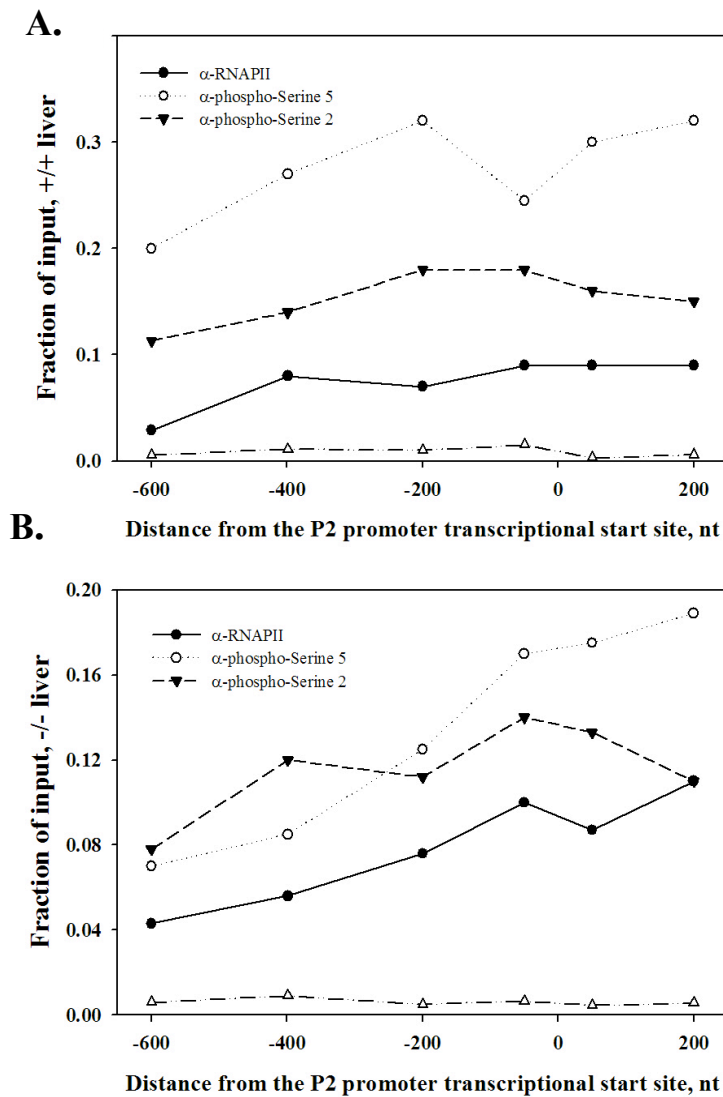 A.
Fraction of input, +/+ liver
α-RNAPII
α-phospho-Serine 5
α-phospho-Serine 2
0.3
0.2
0.1
0.0
-600 -400 -200 0 200
Distance from the P2 promoter transcriptional start site, nt
B.
Fraction of input, -/- liver
0.20
α-RNAPII
α-phospho-Serine 5
α-phospho-Serine 2
0.16
0.12
0.08
0.04
0.00
-600 -400 -200 0 200
Distance from the P2 promoter transcriptional start site, nt